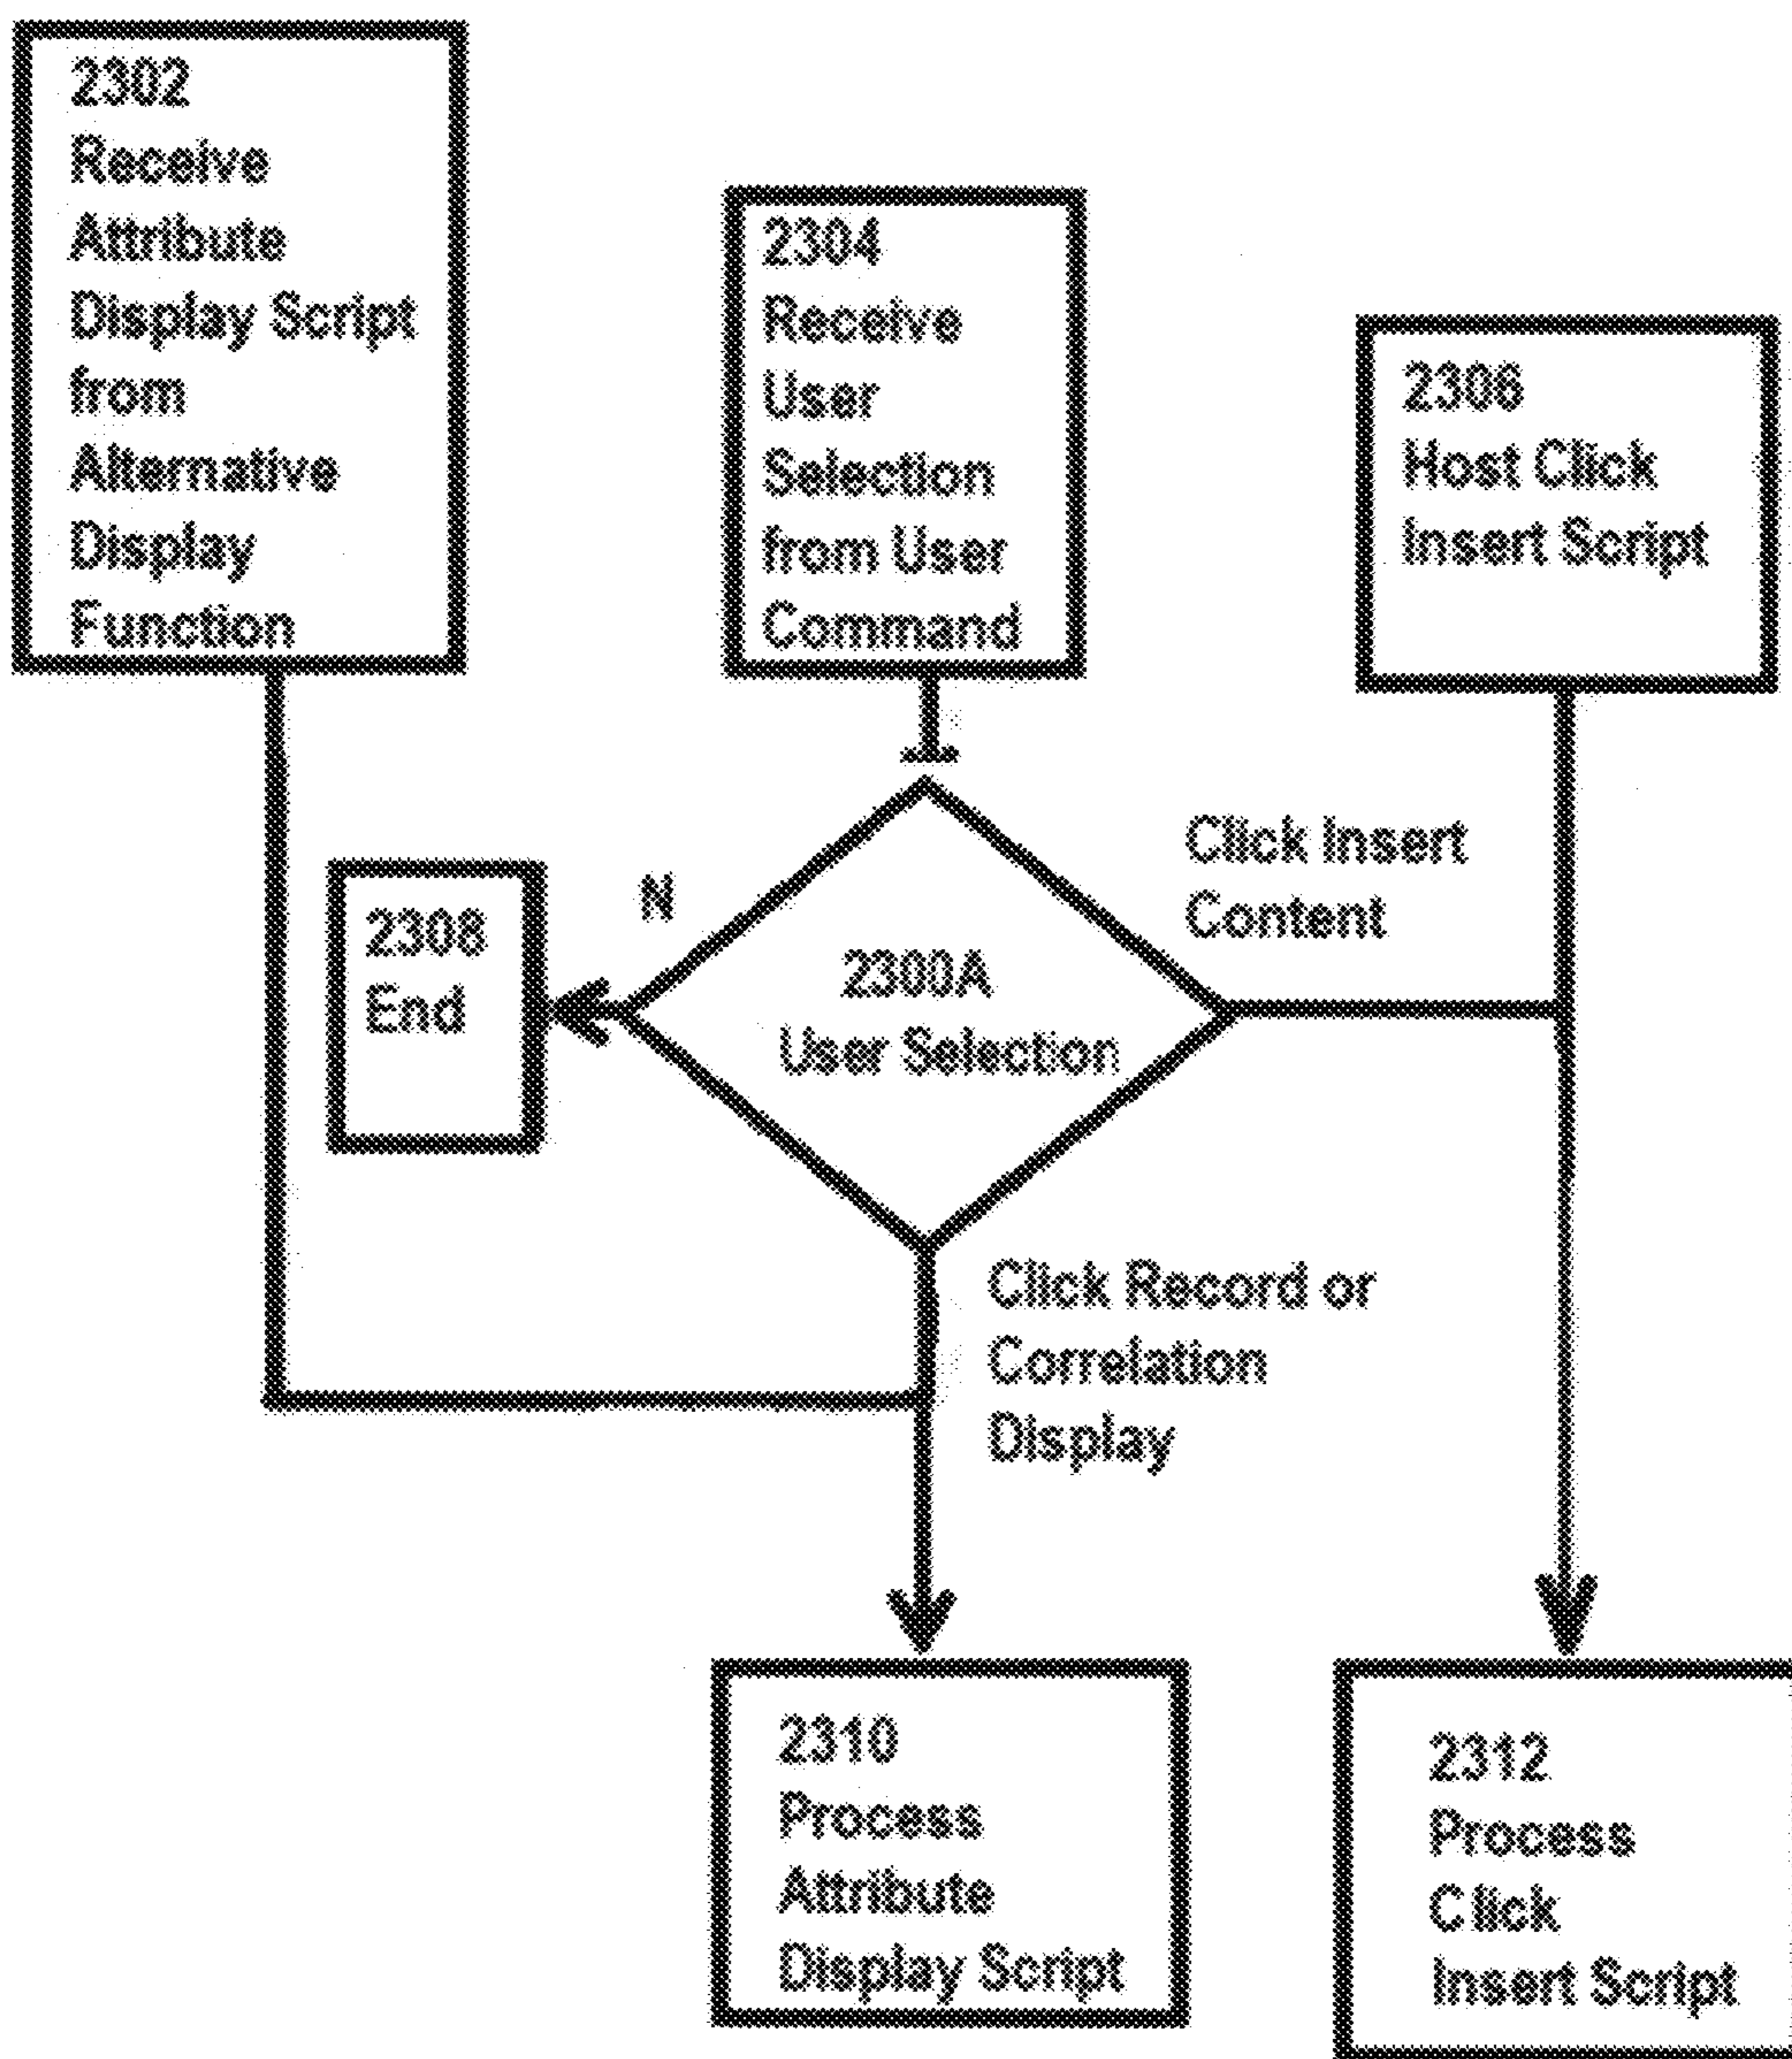 2302
Receive
Attribute
Display Script
from
Alternative
Display
Function
2304
Receive
User
Selection
from User
Command
2306
Host Click
Insert Script
N
2308
End
2300A
User Selection
Click Insert
Content
Click Record or
Correlation
Display
2310
Process
Attribute
Display Script
2312
Process
Click
Insert Script